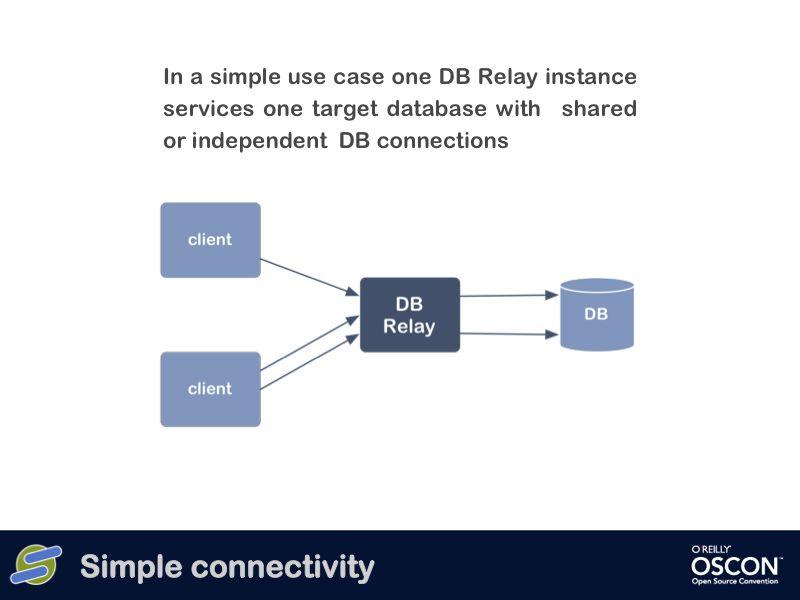 In a simple use case one DB Relay instance
services one target database with shared
or independent DB connections
client
DB
Relay
DB
client
Simple connectivity
O'REILLY
OSCON™
Open Source Convention